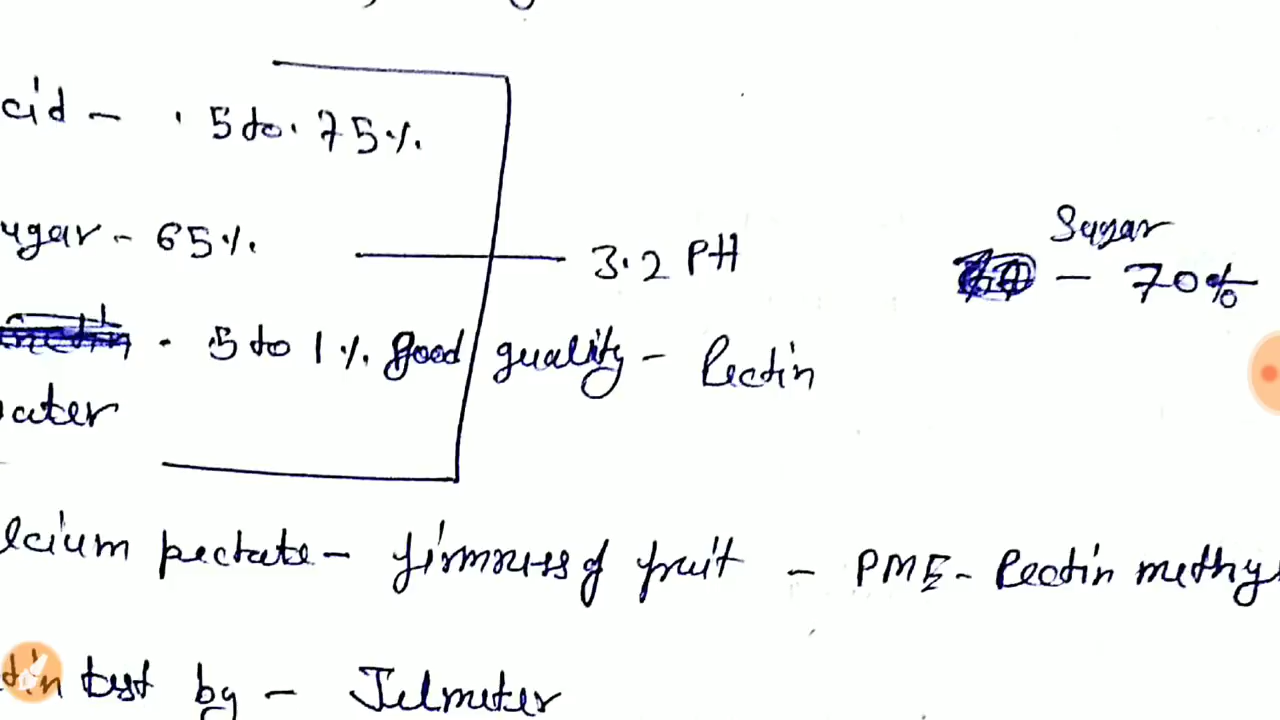 cid - .5 to .75%
ugar - 65%
3.2 PH
Sugar
- 70%
- .5 to 1% good quality - Pectin
ater
lcium pectate - firmness of fruit - PME - Pectin methy
tin test by - Jelmeter